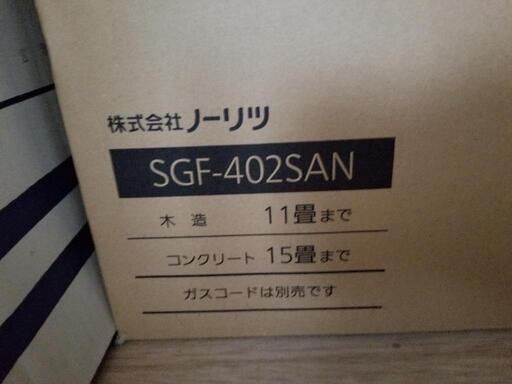 株式会社 ノーリツ
SGF-402SAN
木造 11畳まで
コンクリート 15畳まで
ガスコードは別売です